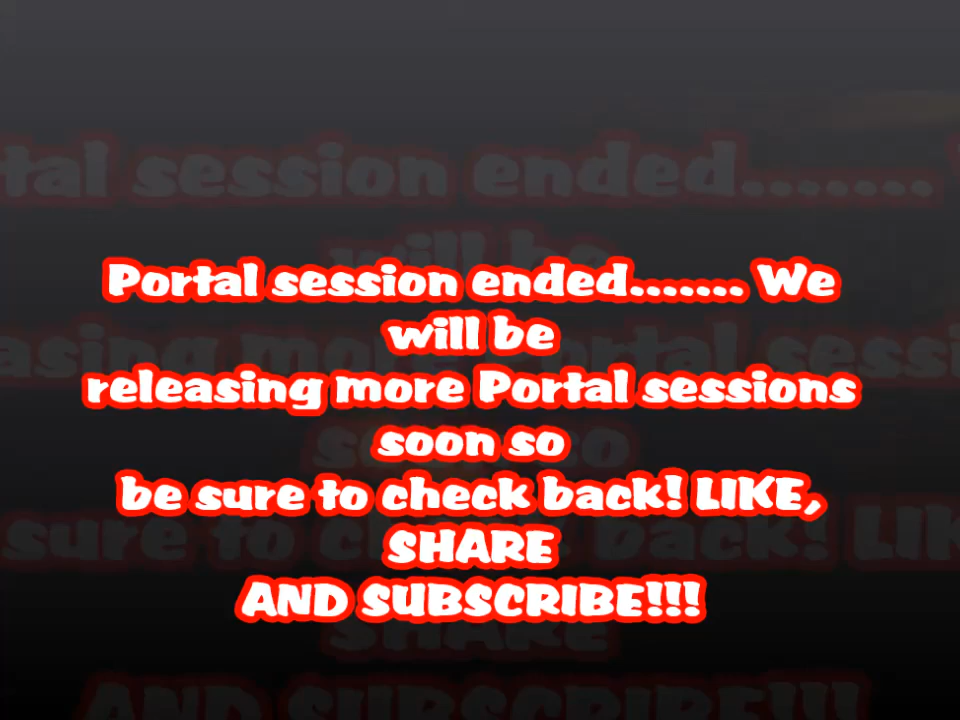 Portal session ended....... We
will be
releasing more Portal sessions
soon so
be sure to check back! LIKE,
SHARE
AND SUBSCRIBE!!!